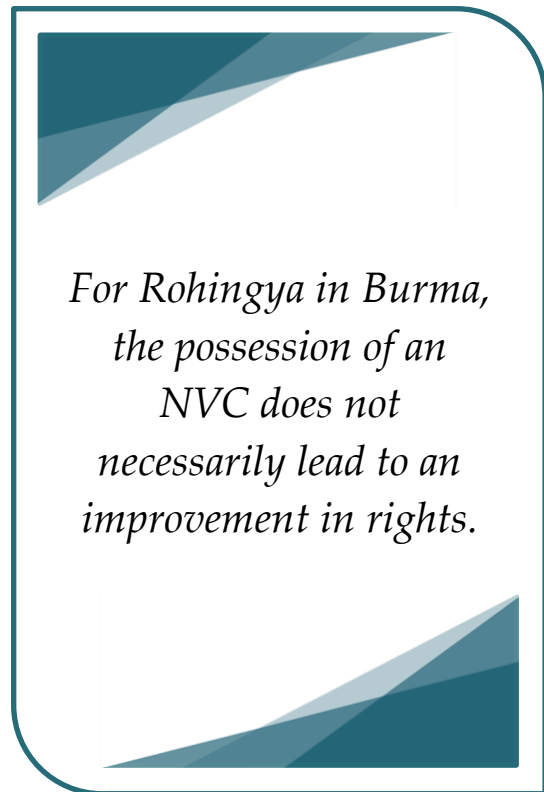 For Rohingya in Burma,
the possession of an
NVC does not
necessarily lead to an
improvement in rights.